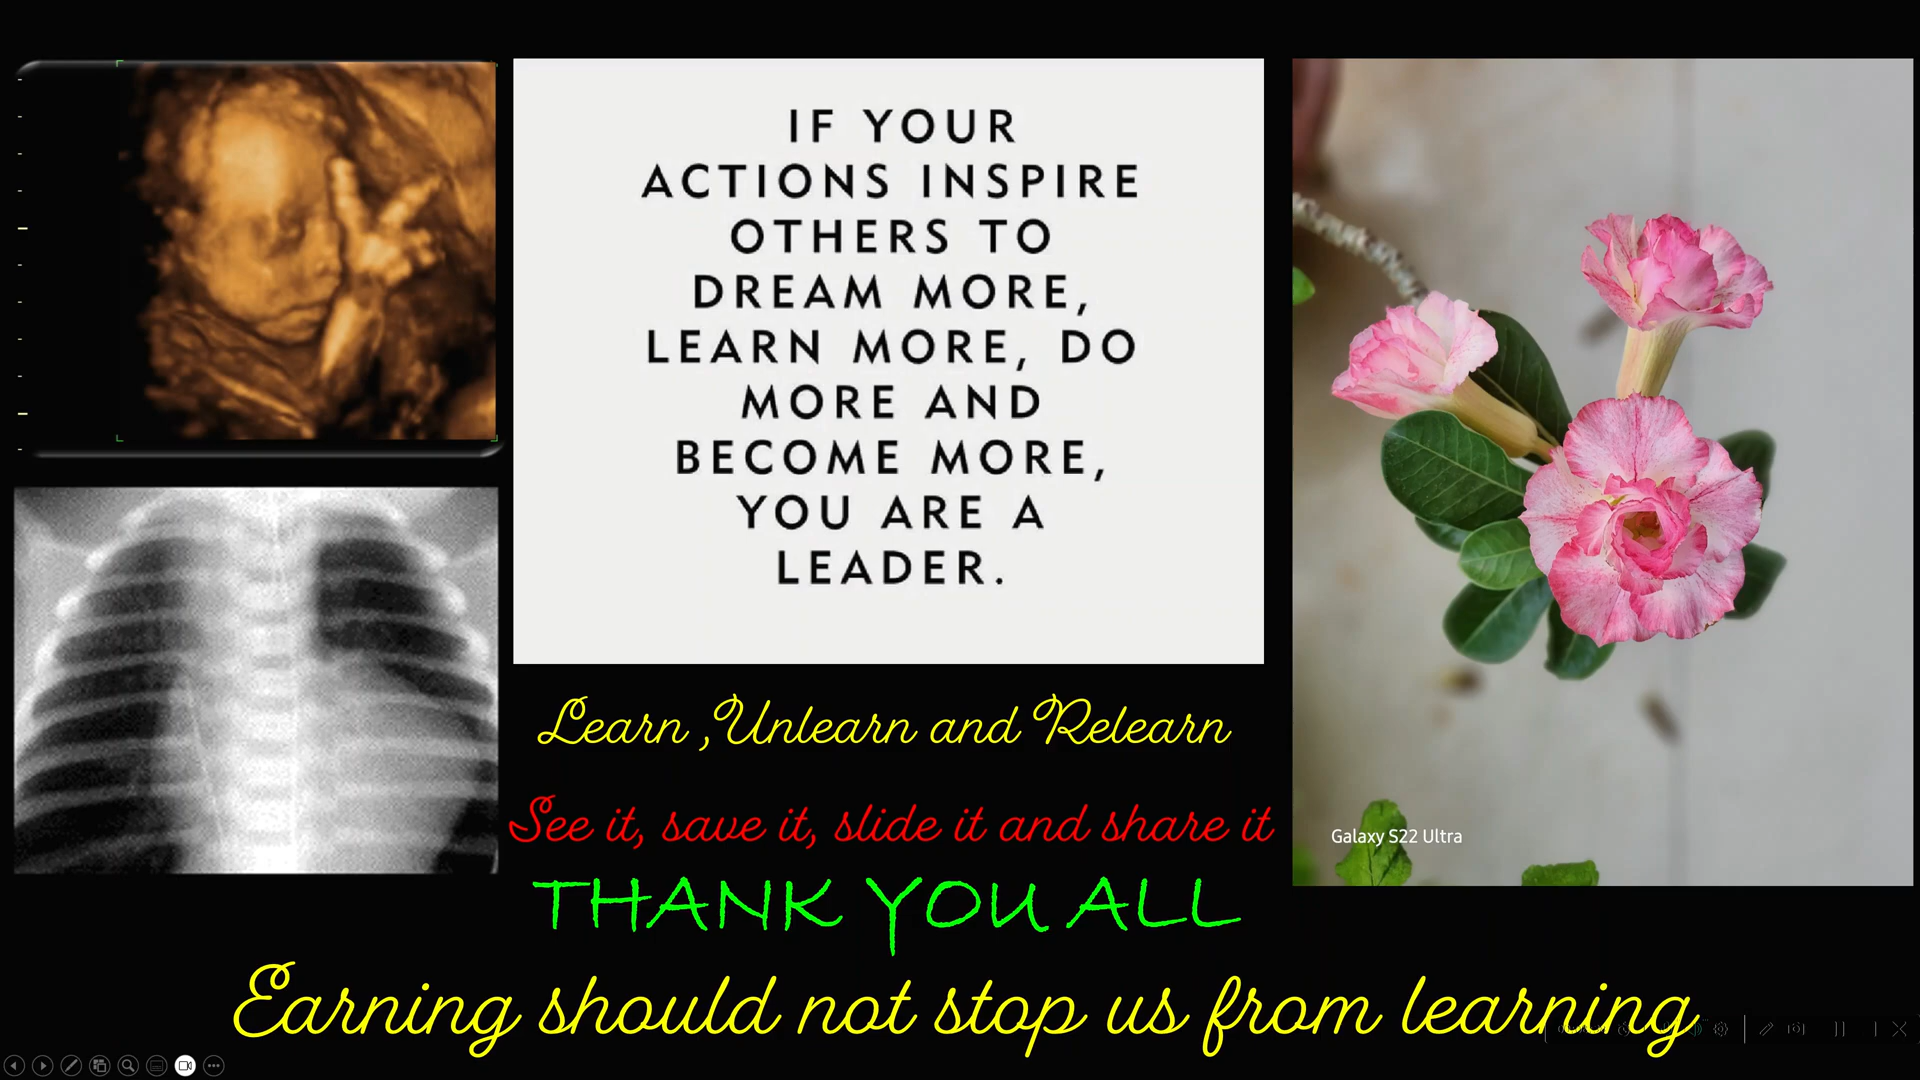 IF YOUR
ACTIONS INSPIRE
OTHERS TO
DREAM MORE,
LEARN MORE, DO
MORE AND
BECOME MORE,
YOU ARE A
LEADER.
Learn ,Unlearn and Relearn
See it, save it, slide it and share it
THANK YOU ALL
Earning should not stop us from learning
Galaxy S22 Ultra